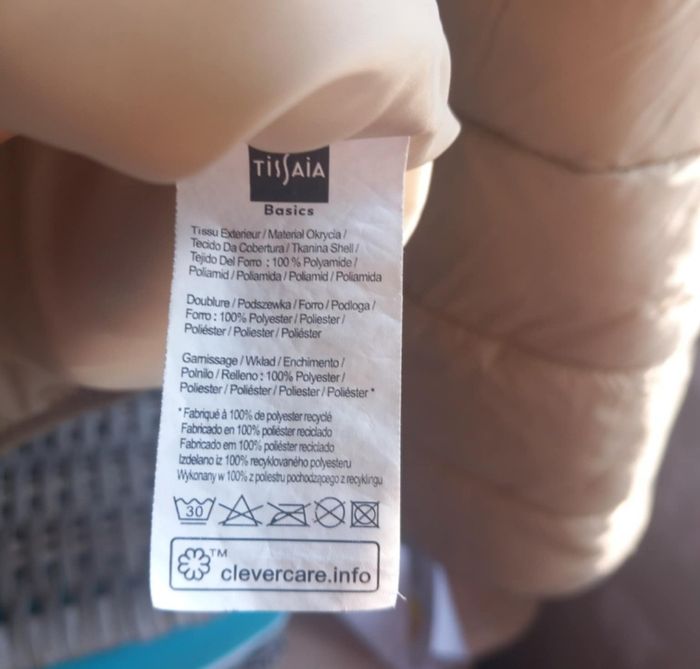 TISSAIA
Basics
Tissu Exterieur / Material Okrycia /
Tecido Da Cobertura / Tkanina Shell /
Tejido Del Forro : 100 % Polyamide /
Poliamid / Poliamida / Poliamid / Poliamida
Doublure / Podszewka / Forro / Podloga /
Forro : 100% Polyester / Poliester /
Poliéster / Poliester / Poliéster
Garnissage / Wkład / Enchimento /
Polnilo / Relleno : 100% Polyester /
Poliester / Poliéster / Poliester / Poliéster *
* Fabriqué à 100% de polyester recyclé
Fabricado en 100% poliéster reciclado
Fabricado em 100% poliéster reciclado
Izdelano iz 100% recyklovaného polyesteru
Wykonany w 100% z poliestru pochodzącego z recyklingu
30
TM
clevercare.info